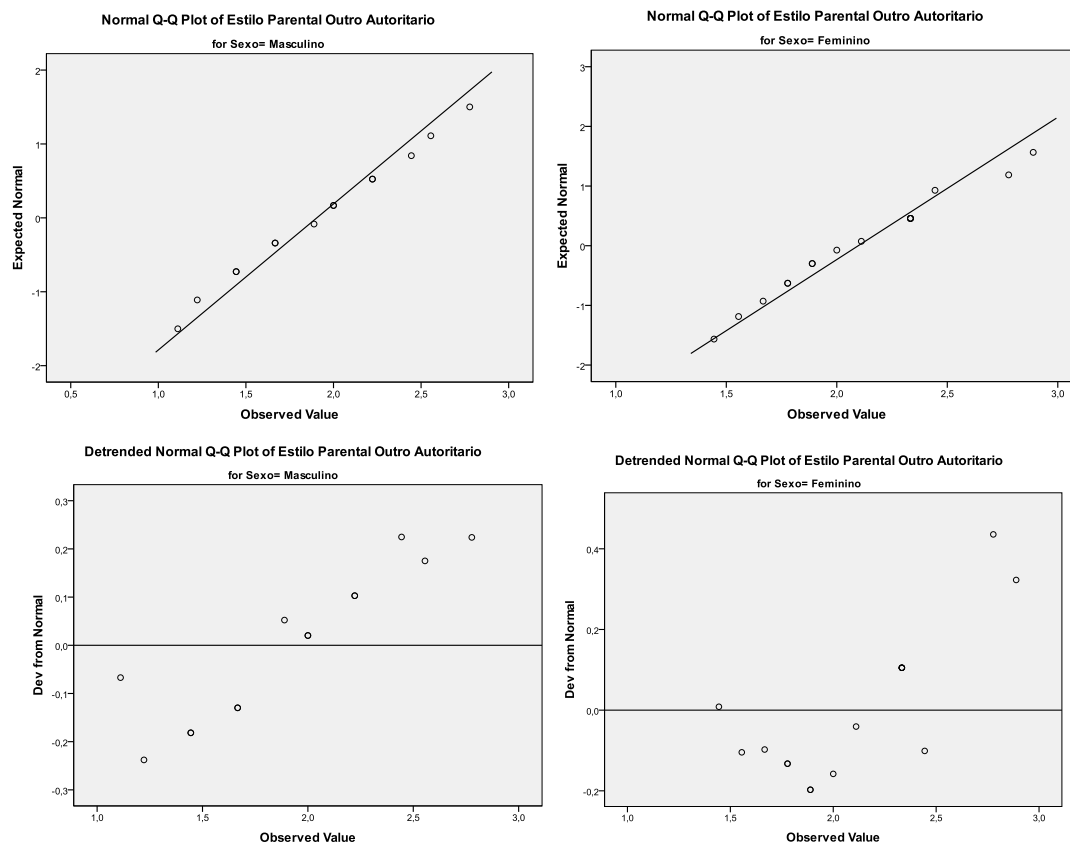 Normal Q-Q Plot of Estilo Parental Outro Autoritario
for Sexo= Masculino
2
1
0
-1
-2
Expected Normal
0,5
1,0
1,5
2,0
2,5
3,0
Observed Value
Normal Q-Q Plot of Estilo Parental Outro Autoritario
for Sexo= Feminino
3
2
1
0
-1
-2
Expected Normal
1,0
1,5
2,0
2,5
3,0
Observed Value
Detrended Normal Q-Q Plot of Estilo Parental Outro Autoritario
for Sexo= Masculino
0,3
0,2
0,1
0,0
-0,1
-0,2
-0,3
Dev from Normal
1,0
1,5
2,0
2,5
3,0
Observed Value
Detrended Normal Q-Q Plot of Estilo Parental Outro Autoritario
for Sexo= Feminino
0,4
0,2
0,0
-0,2
Dev from Normal
1,0
1,5
2,0
2,5
3,0
Observed Value